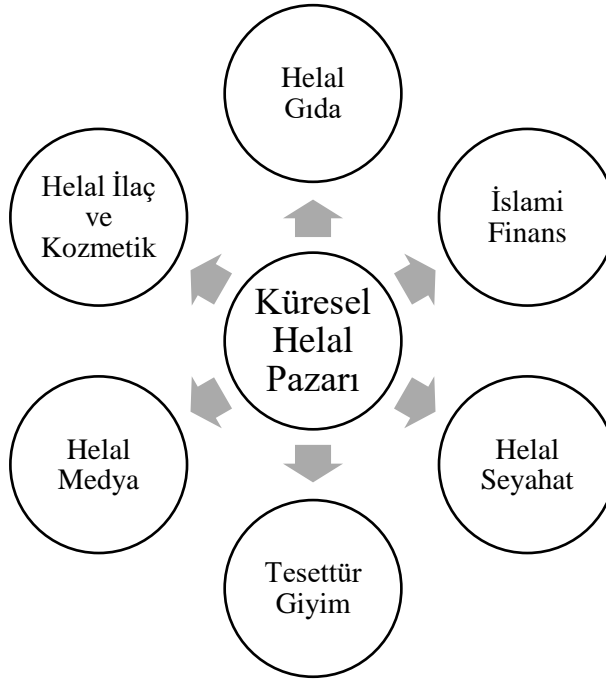 Helal
Gıda
Helal İlaç
ve
Kozmetik
İslami
Finans
Küresel
Helal
Pazarı
Helal
Medya
Helal
Seyahat
Tesettür
Giyim